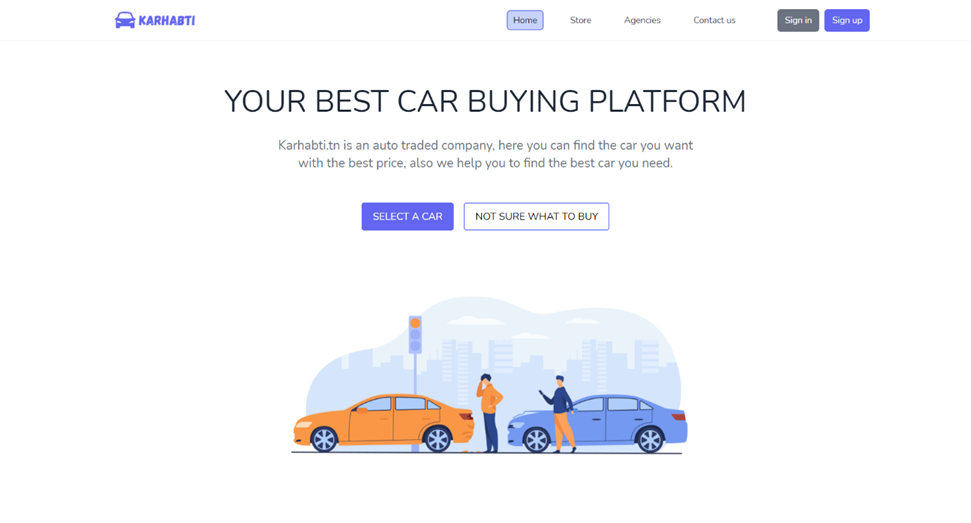 KARHABTI
Home
Store
Agencies
Contact us
Sign in
Sign up
YOUR BEST CAR BUYING PLATFORM
Karhabti.tn is an auto traded company, here you can find the car you want
with the best price, also we help you to find the best car you need.
SELECT A CAR
NOT SURE WHAT TO BUY